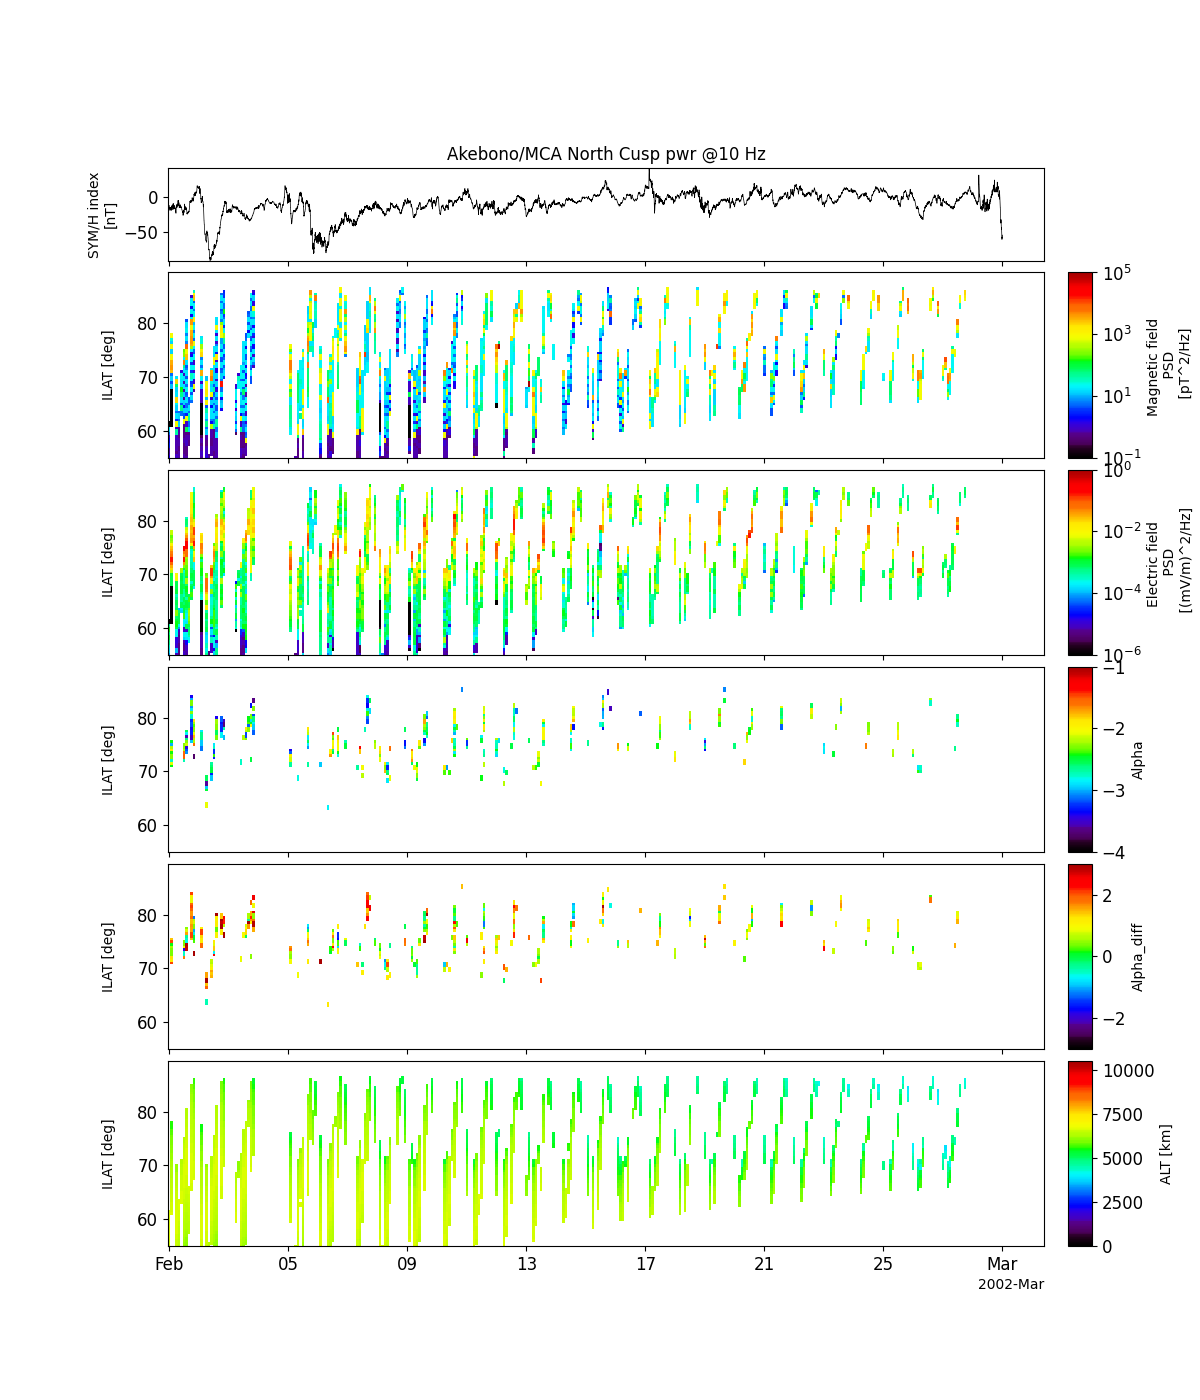 Akebono/MCA North Cusp pwr @10 Hz
SYM/H index
[nT]
0
−50
ILAT [deg]
80
70
60
10^5
10^3
10^1
10^−1
Magnetic field
PSD
[pT^2/Hz]
ILAT [deg]
80
70
60
10^0
10^−2
10^−4
10^−6
Electric field
PSD
[(mV/m)^2/Hz]
ILAT [deg]
80
70
60
−1
−2
−3
−4
Alpha
ILAT [deg]
80
70
60
2
0
−2
Alpha_diff
ILAT [deg]
80
70
60
10000
7500
5000
2500
0
ALT [km]
Feb 05 09 13 17 21 25 Mar
2002-Mar